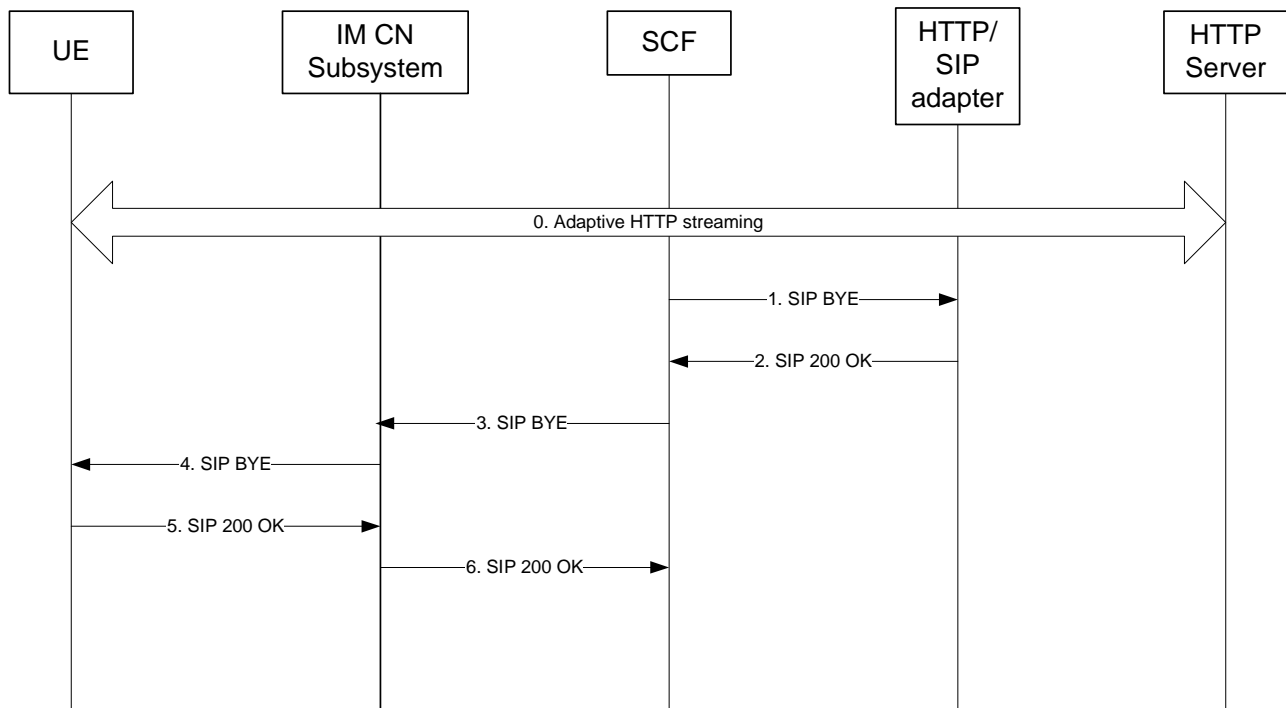 UE
IM CN
Subsystem
SCF
HTTP/
SIP
adapter
HTTP
Server
0. Adaptive HTTP streaming
1. SIP BYE
2. SIP 200 OK
3. SIP BYE
4. SIP BYE
5. SIP 200 OK
6. SIP 200 OK